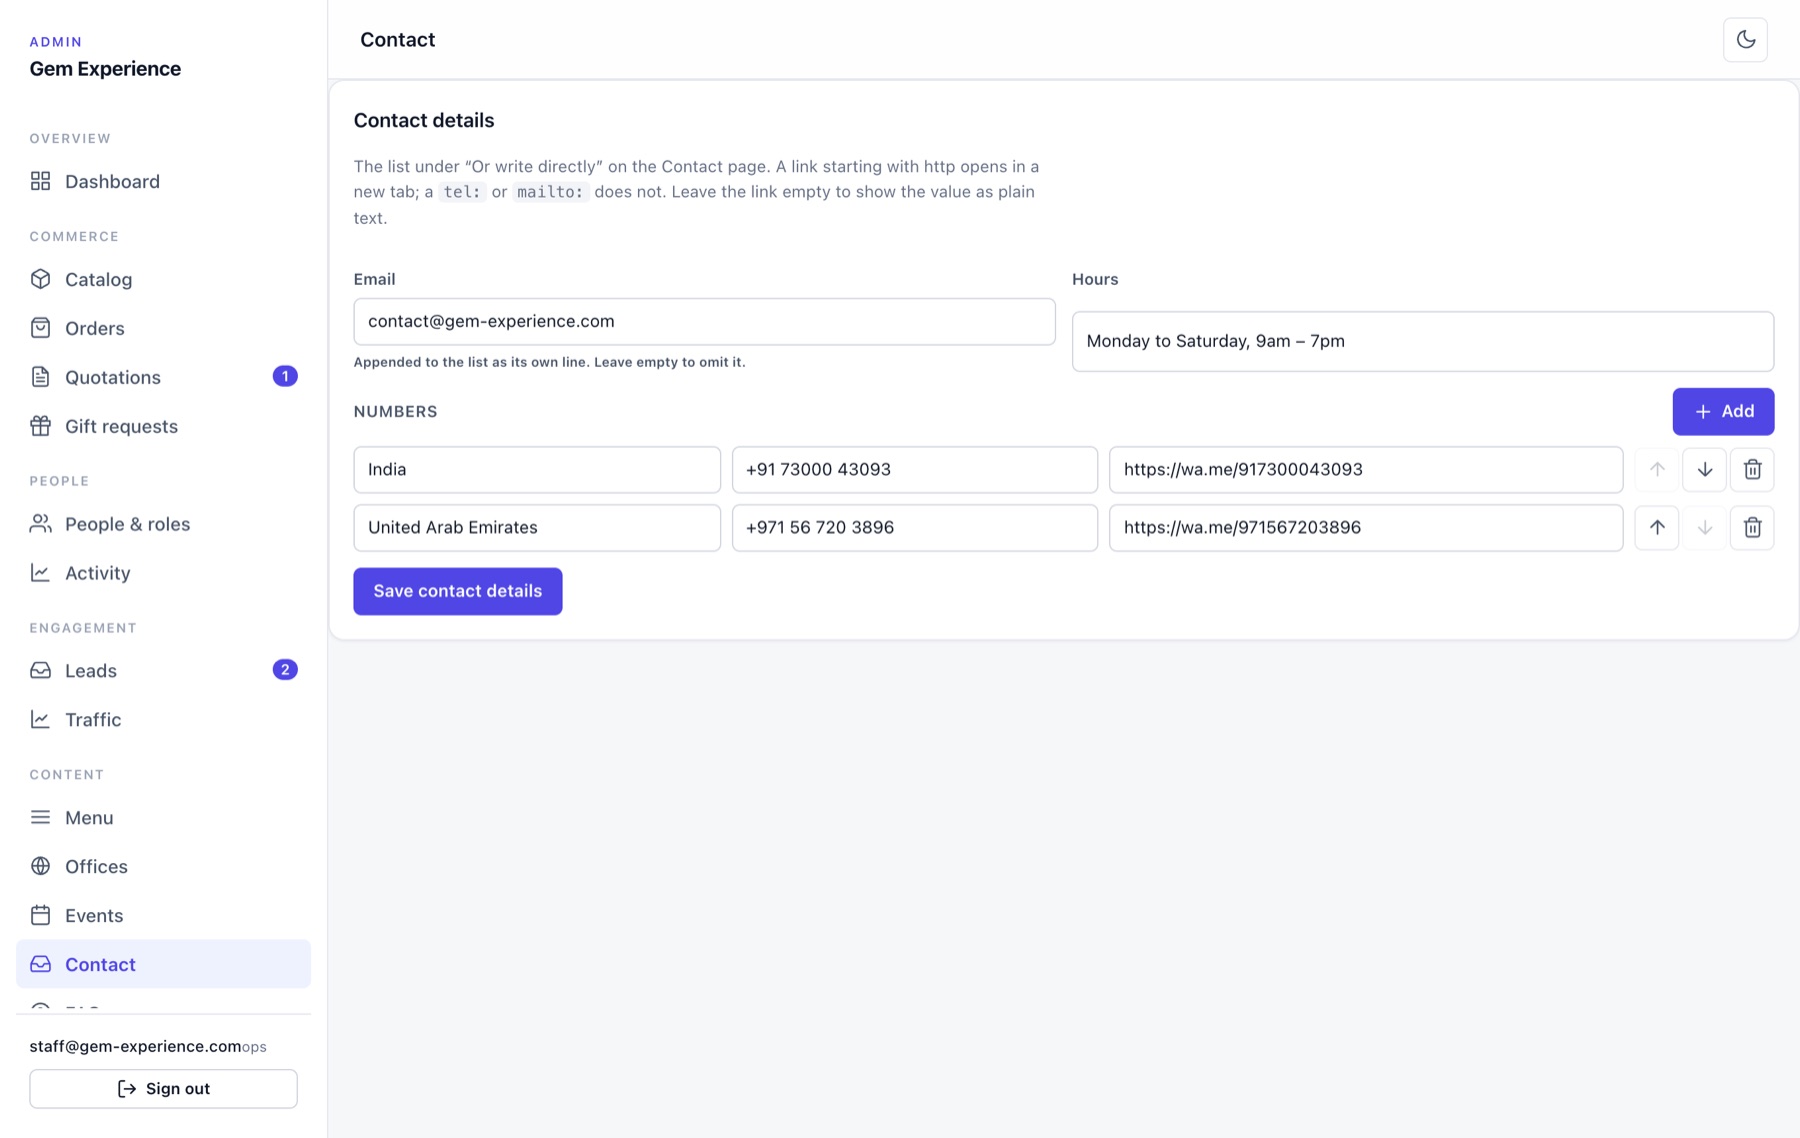 ADMIN
Gem Experience
OVERVIEW
Dashboard
COMMERCE
Catalog
Orders
Quotations 1
Gift requests
PEOPLE
People & roles
Activity
ENGAGEMENT
Leads 2
Traffic
CONTENT
Menu
Offices
Events
Contact
staff@gem-experience.comops
Sign out
Contact
Contact details
The list under “Or write directly” on the Contact page. A link starting with http opens in a
new tab; a tel: or mailto: does not. Leave the link empty to show the value as plain
text.
Email
contact@gem-experience.com
Appended to the list as its own line. Leave empty to omit it.
Hours
Monday to Saturday, 9am – 7pm
NUMBERS
Add
India +91 73000 43093 https://wa.me/917300043093
United Arab Emirates +971 56 720 3896 https://wa.me/971567203896
Save contact details